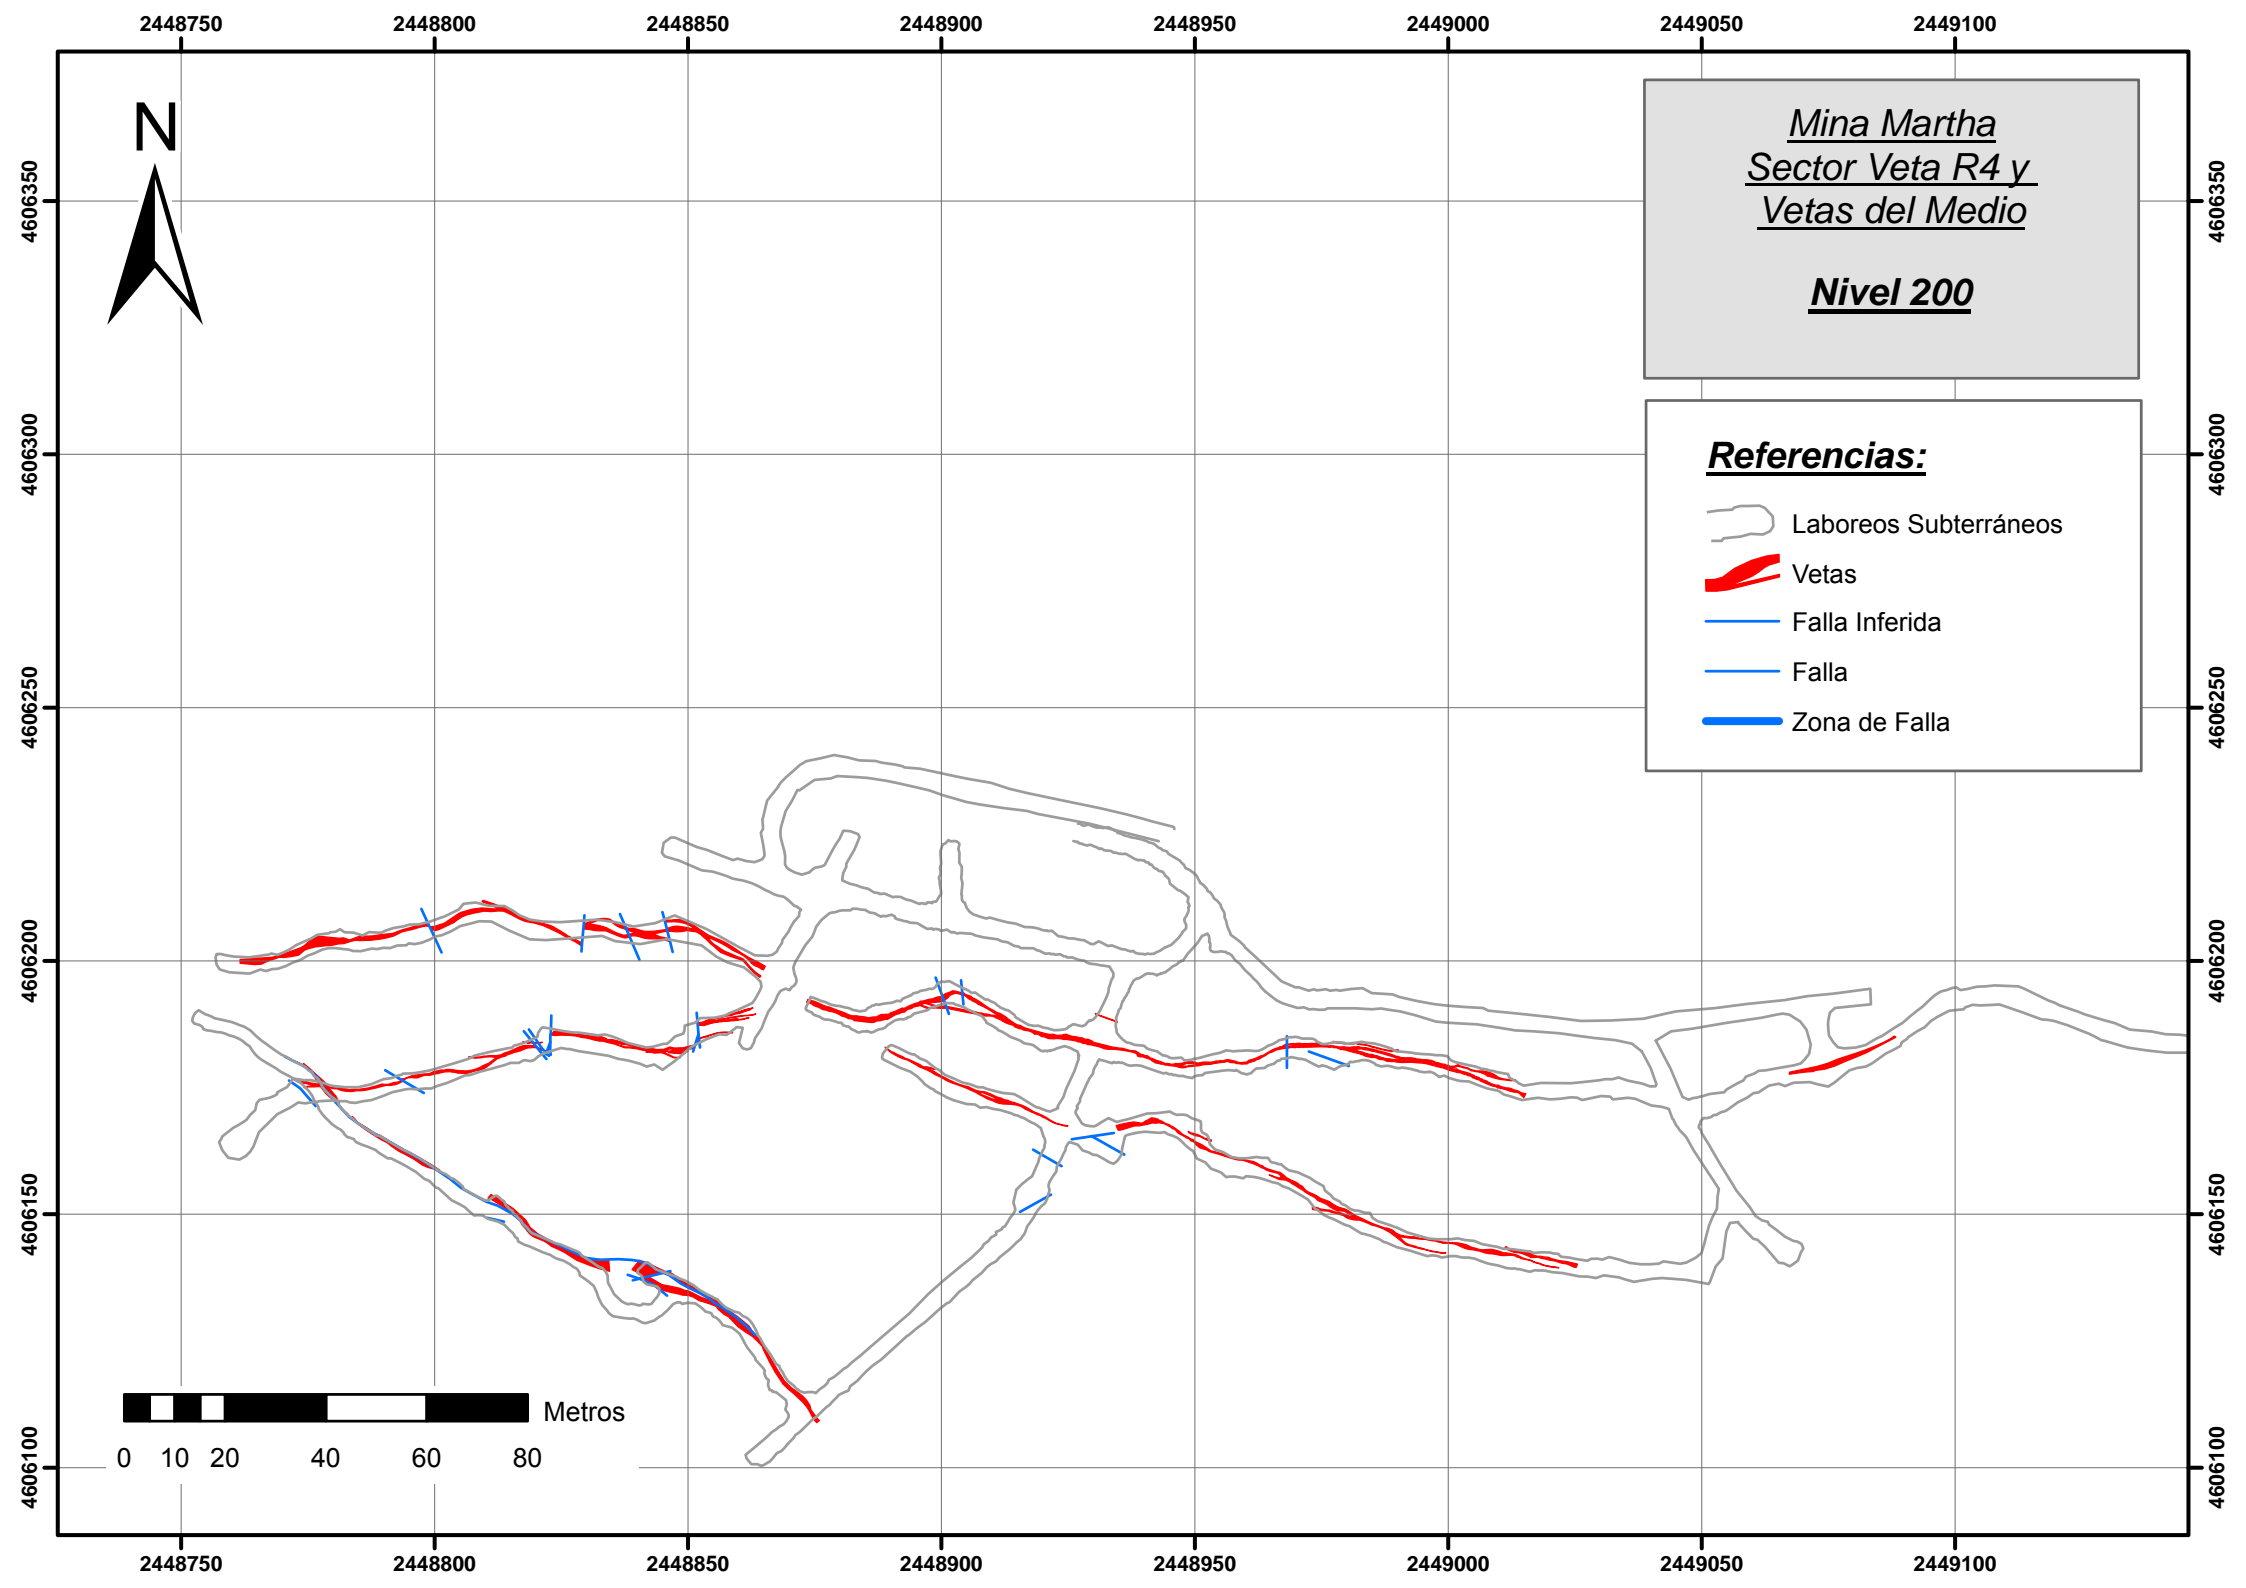 2448750 2448800 2448850 2448900 2448950 2449000 2449050 2449100
N
Mina Martha
Sector Veta R4 y
Vetas del Medio
Nivel 200
4606350 4606350
4606300 4606300
Referencias:
Laboreos Subterráneos
Vetas
Falla Inferida
Falla
Zona de Falla
4606250 4606250
4606200 4606200
4606150 4606150
Metros
0 10 20 40 60 80
4606100 4606100
2448750 2448800 2448850 2448900 2448950 2449000 2449050 2449100